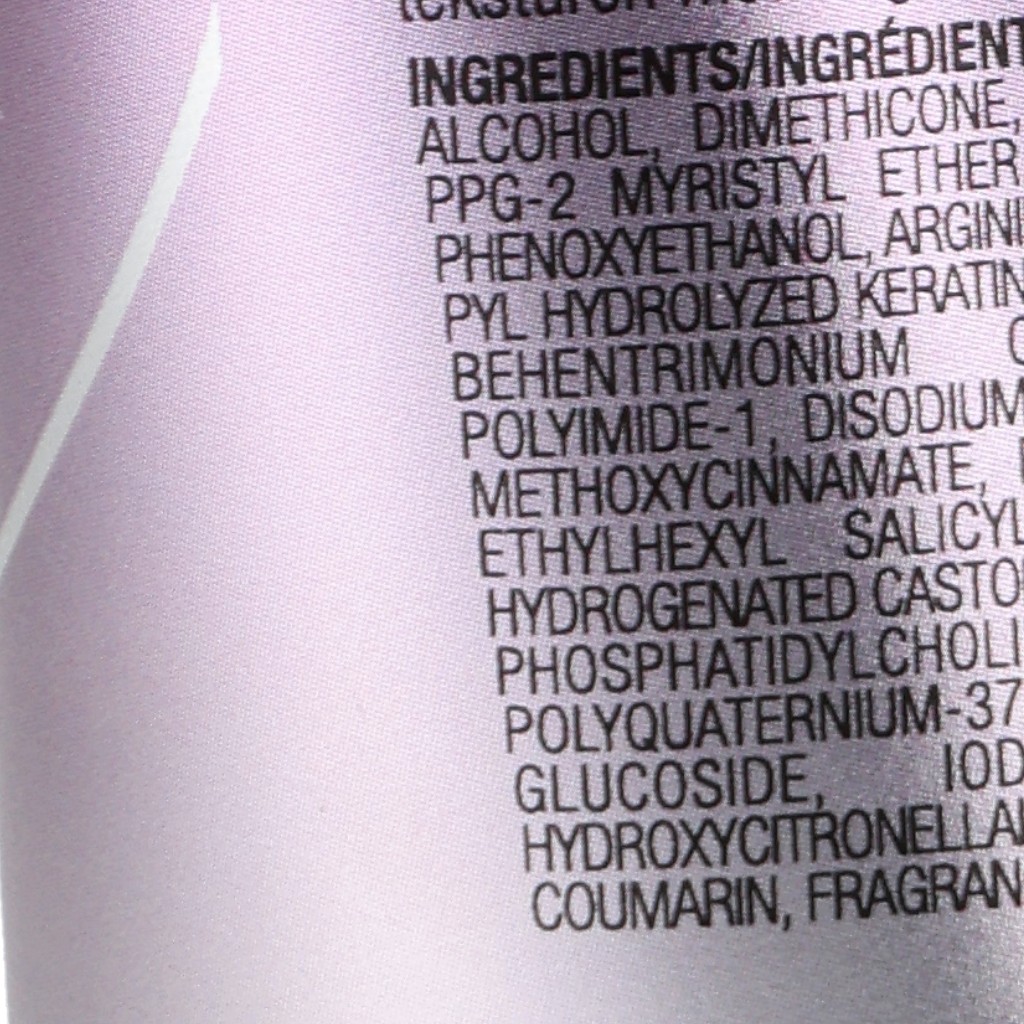 INGREDIENTS/INGRÉDIENT
ALCOHOL, DIMETHICONE,
PPG-2 MYRISTYL ETHER
PHENOXYETHANOL, ARGINI
PYL HYDROLYZED KERATIN
BEHENTRIMONIUM C
POLYIMIDE-1, DISODIUM
METHOXYCINNAMATE,
ETHYLHEXYL SALICYL
HYDROGENATED CASTO
PHOSPHATIDYLCHOLI
POLYQUATERNIUM-37
GLUCOSIDE, IOD
HYDROXYCITRONELLA
COUMARIN, FRAGRAN